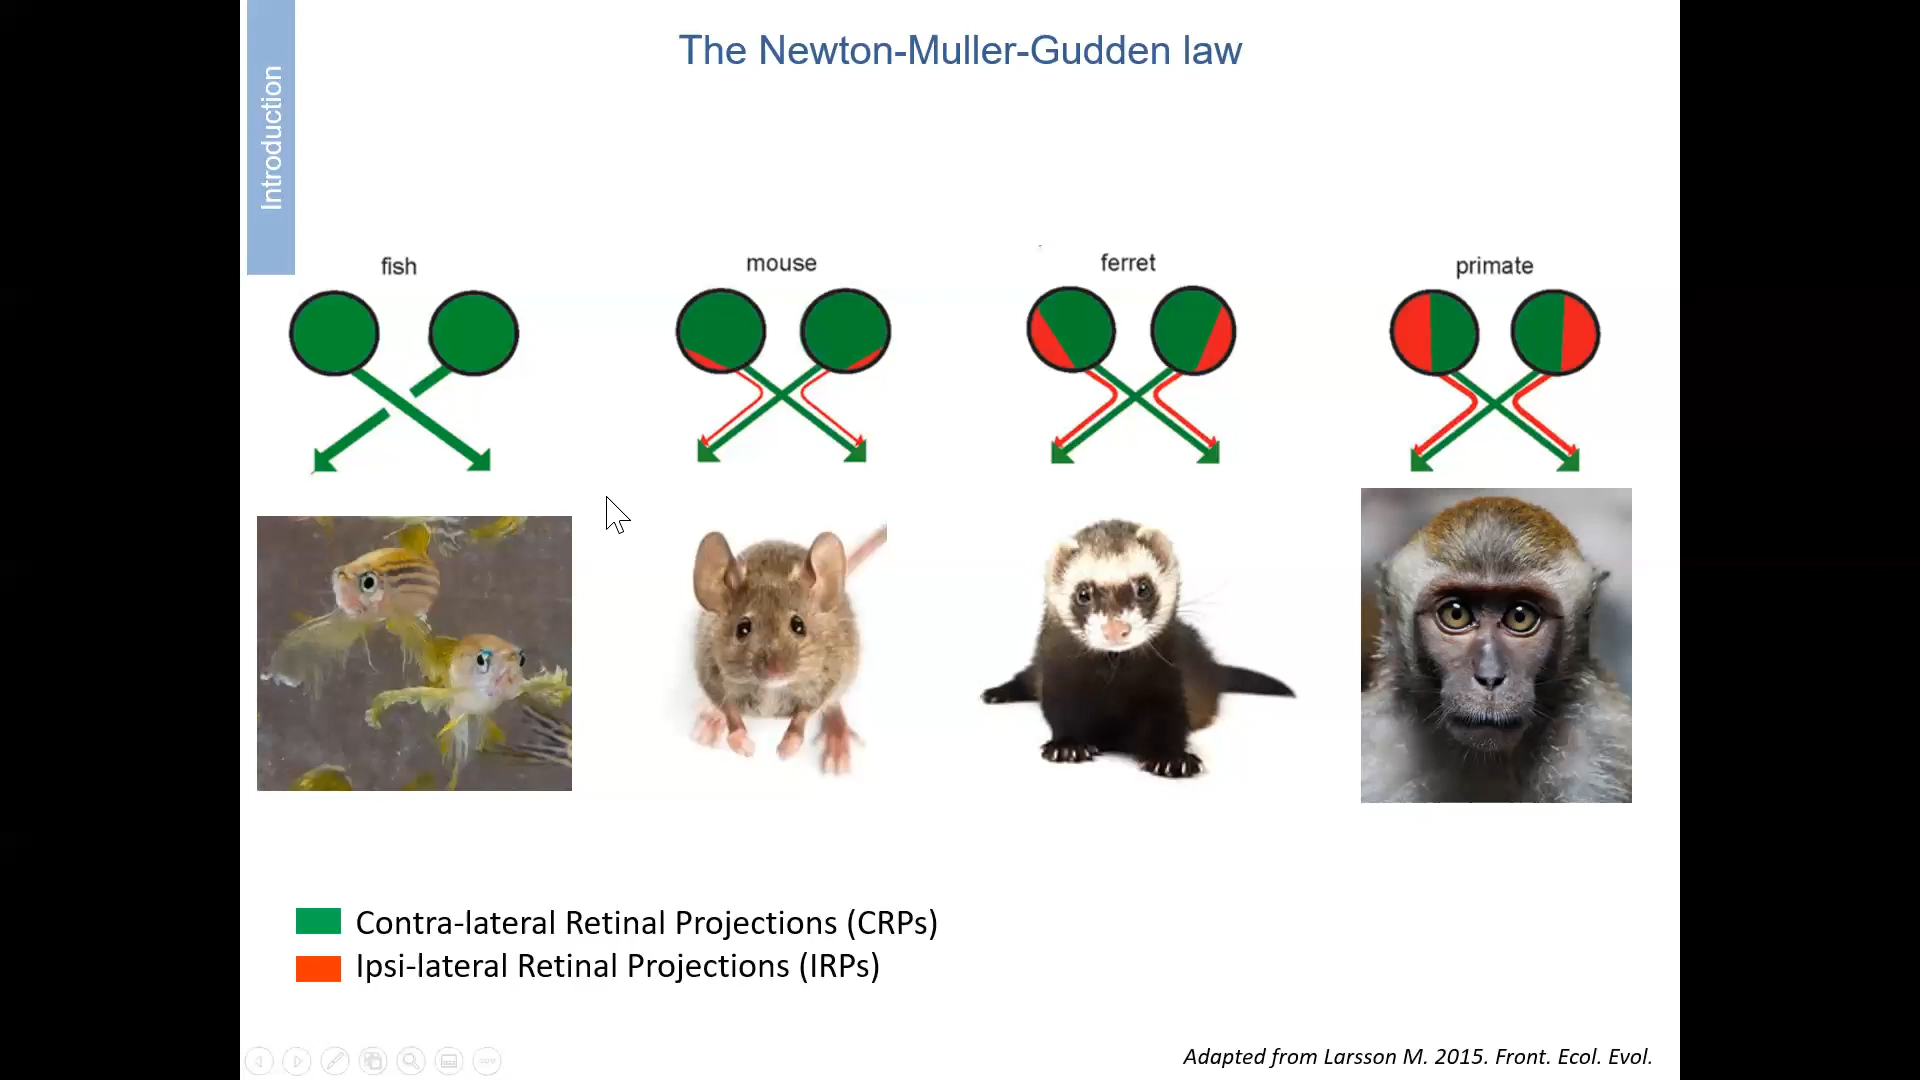 The Newton-Muller-Gudden law
Introduction
fish
mouse
ferret
primate
Contra-lateral Retinal Projections (CRPs)
Ipsi-lateral Retinal Projections (IRPs)
Adapted from Larsson M. 2015. Front. Ecol. Evol.